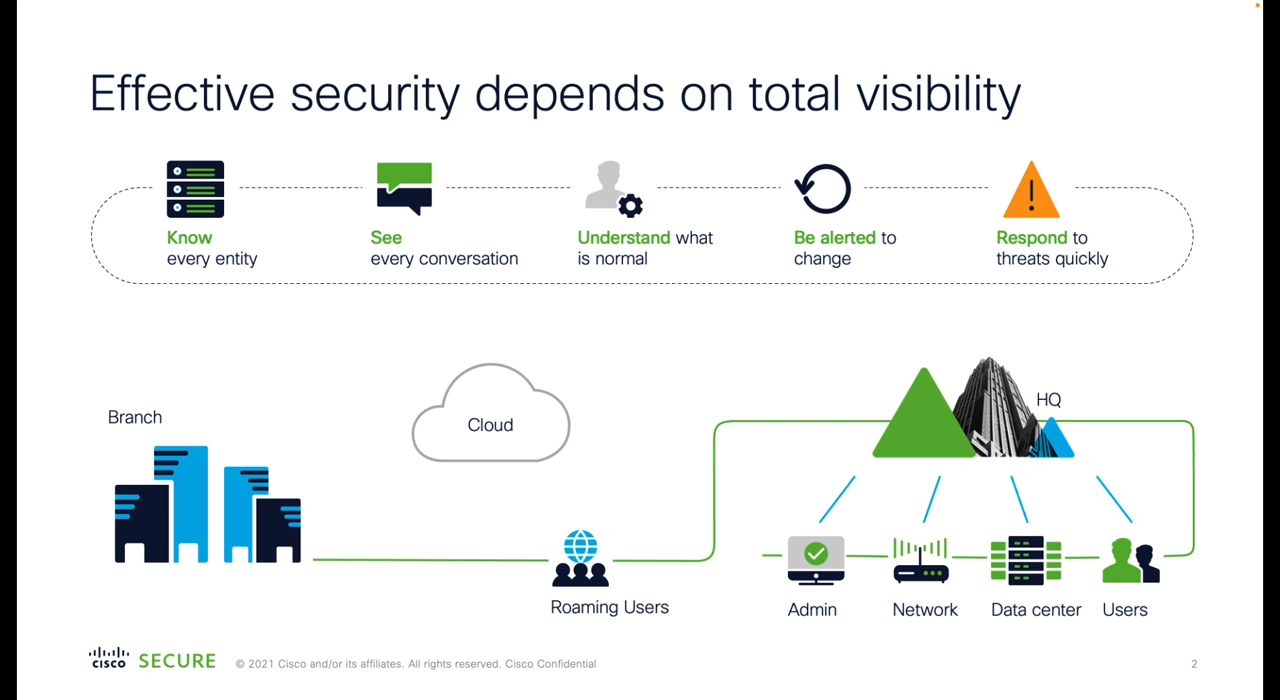 Effective security depends on total visibility
Know
every entity
See
every conversation
Understand what
is normal
Be alerted to
change
Respond to
threats quickly
Branch
Cloud
HQ
Roaming Users
Admin
Network
Data center
Users
cisco SECURE
© 2021 Cisco and/or its affiliates. All rights reserved. Cisco Confidential
2